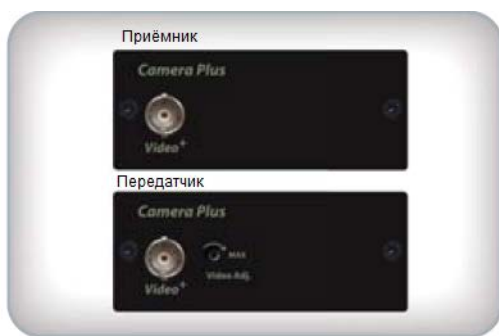 Приёмник
Camera Plus
Video+
Передатчик
Camera Plus
MAX
Video Adj.
Video+